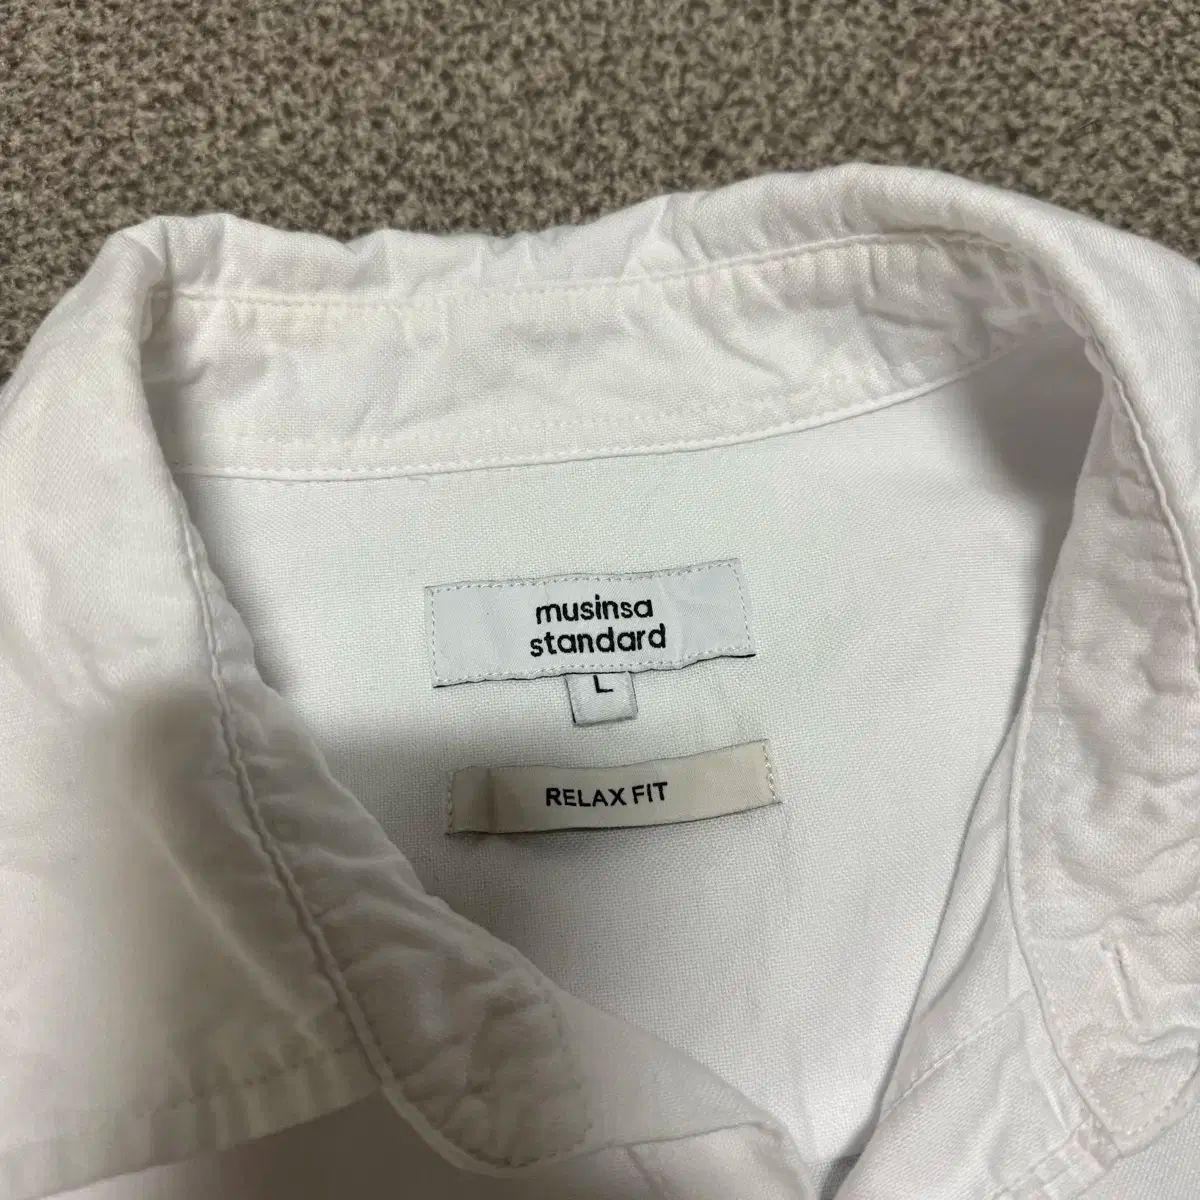 musinsa
standard
L
RELAX FIT